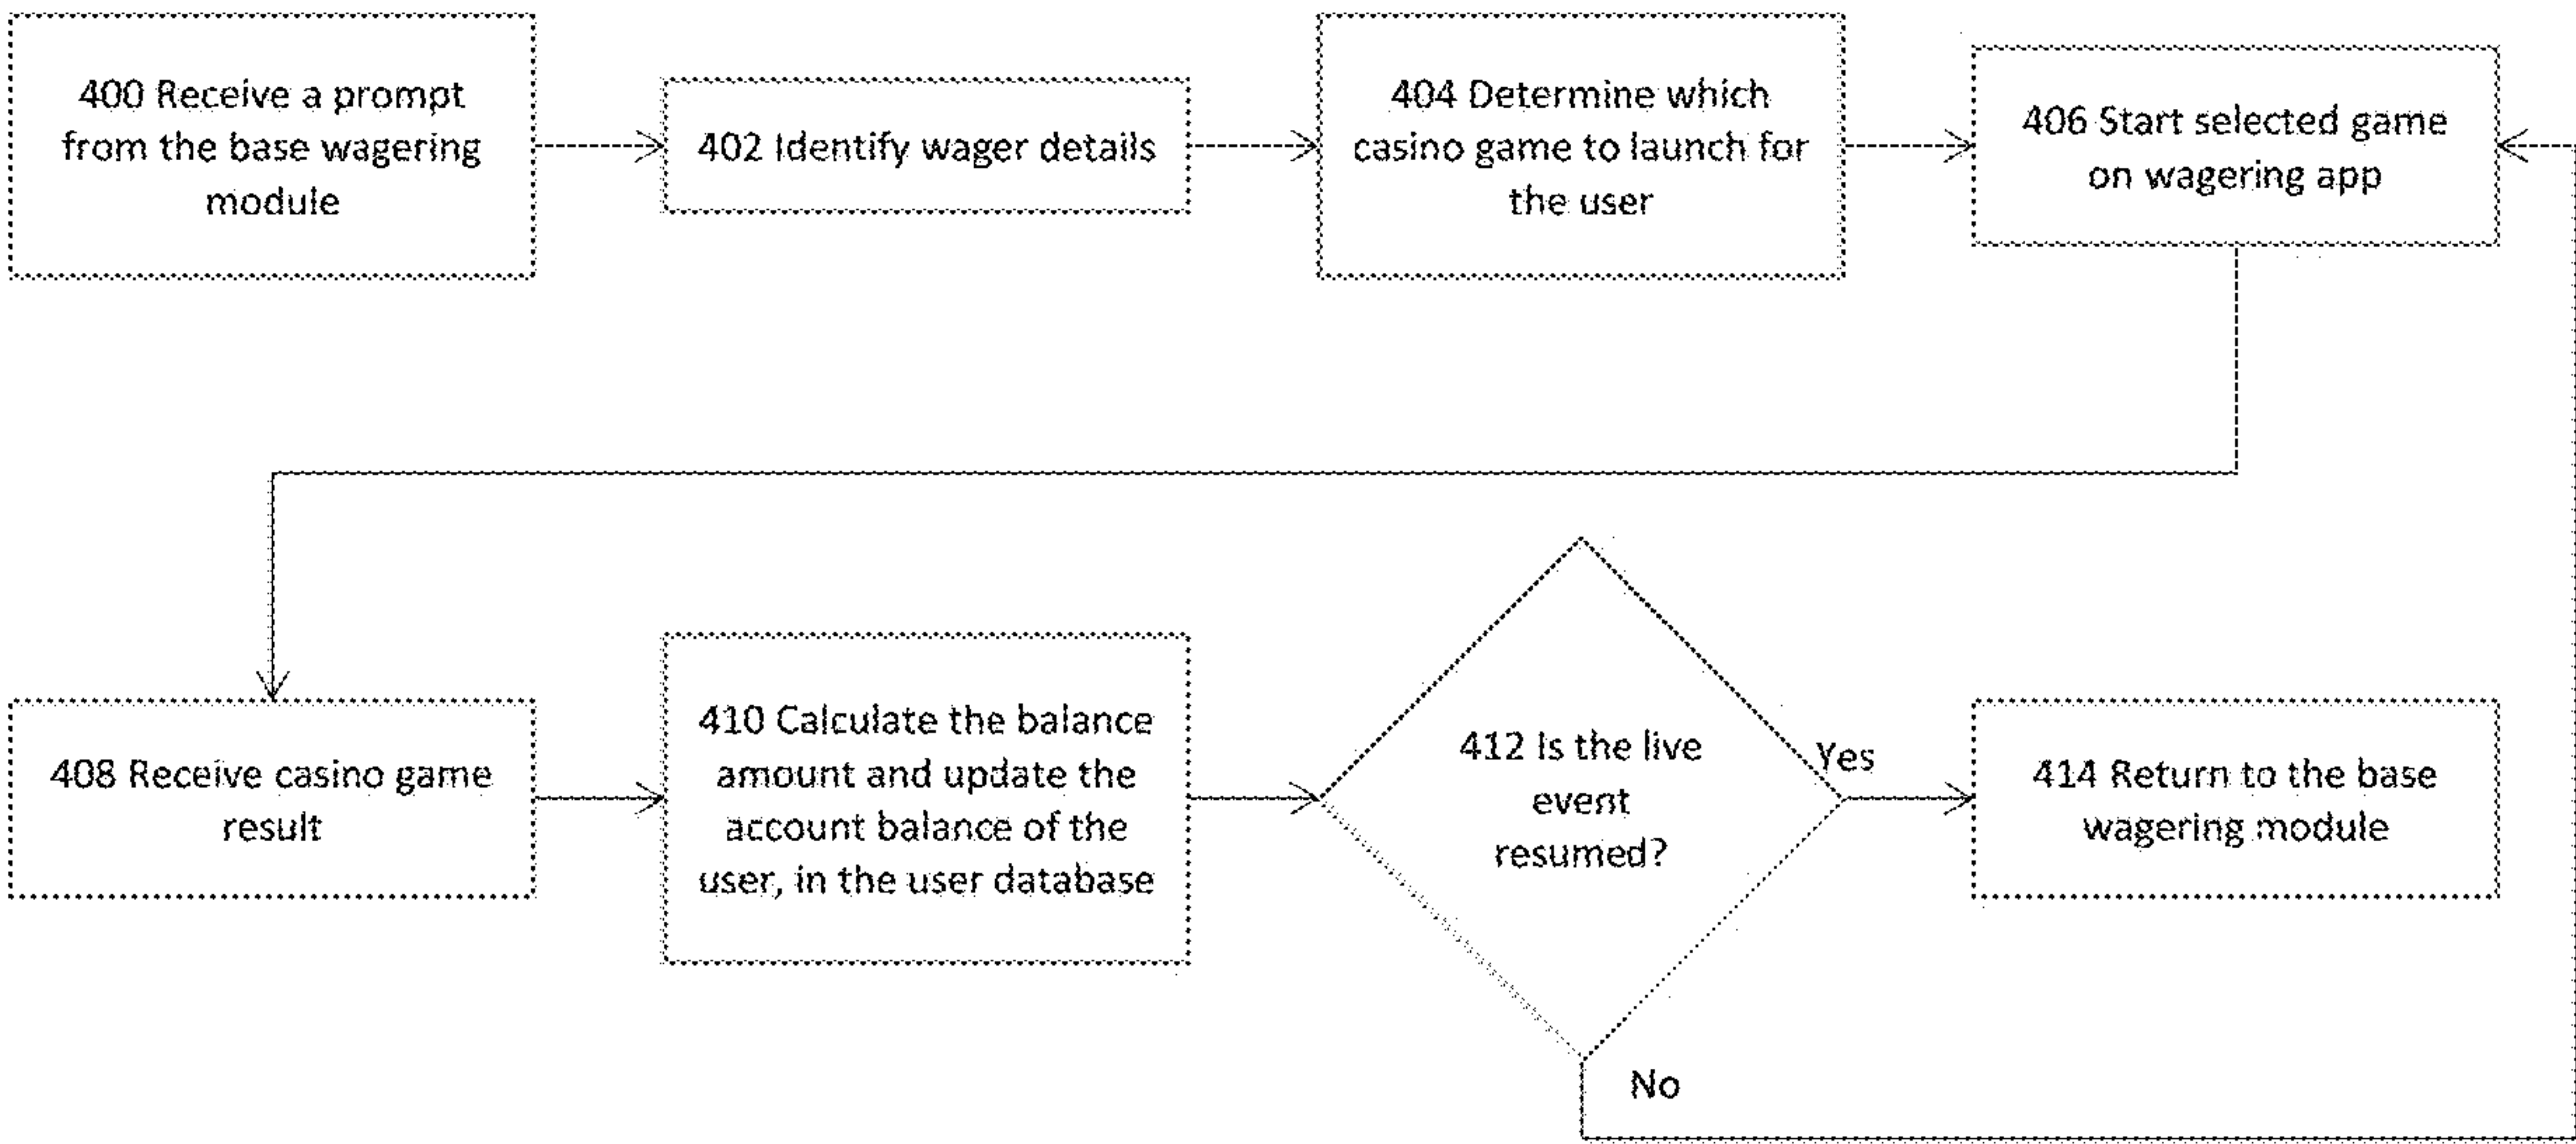 400 Receive a prompt
from the base wagering
module
402 Identify wager details
404 Determine which
casino game to launch for
the user
406 Start selected game
on wagering app
408 Receive casino game
result
410 Calculate the balance
amount and update the
account balance of the
user, in the user database
412 Is the live
event
resumed?
Yes
414 Return to the base
wagering module
No